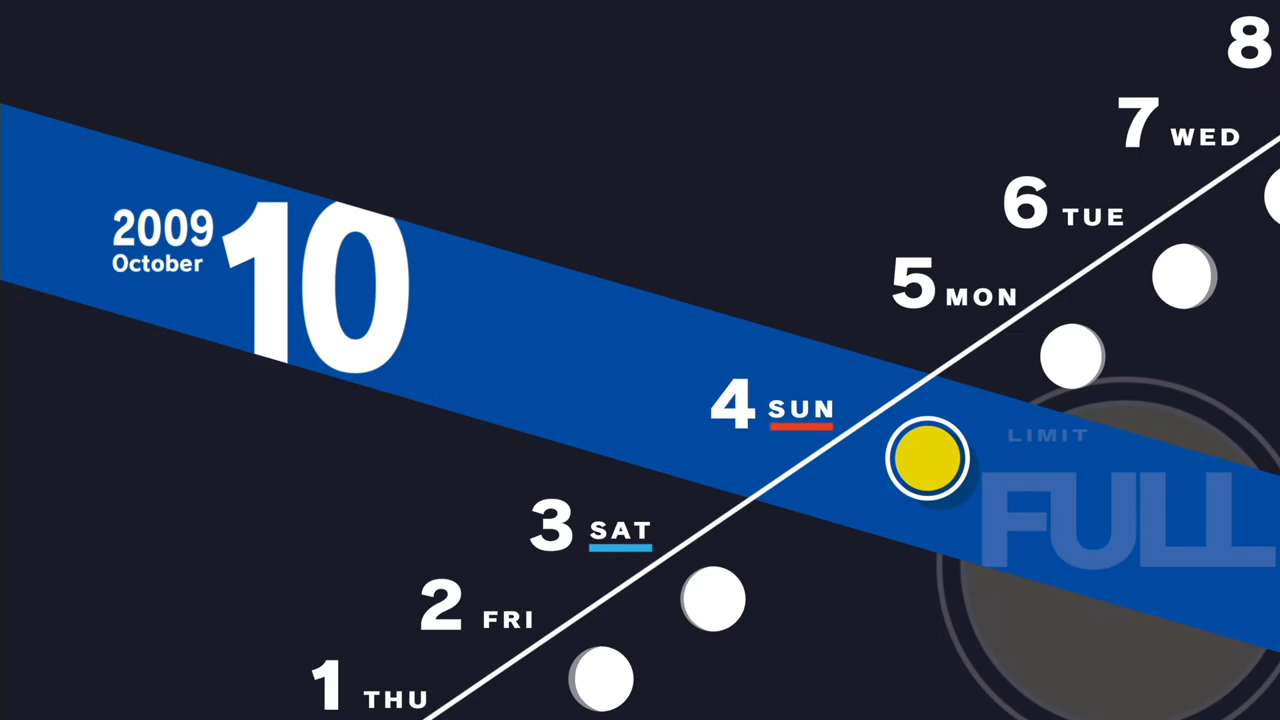 8
7 WED
6 TUE
2009
October
10
5 MON
4 SUN
LIMIT
FULL
3 SAT
2 FRI
1 THU